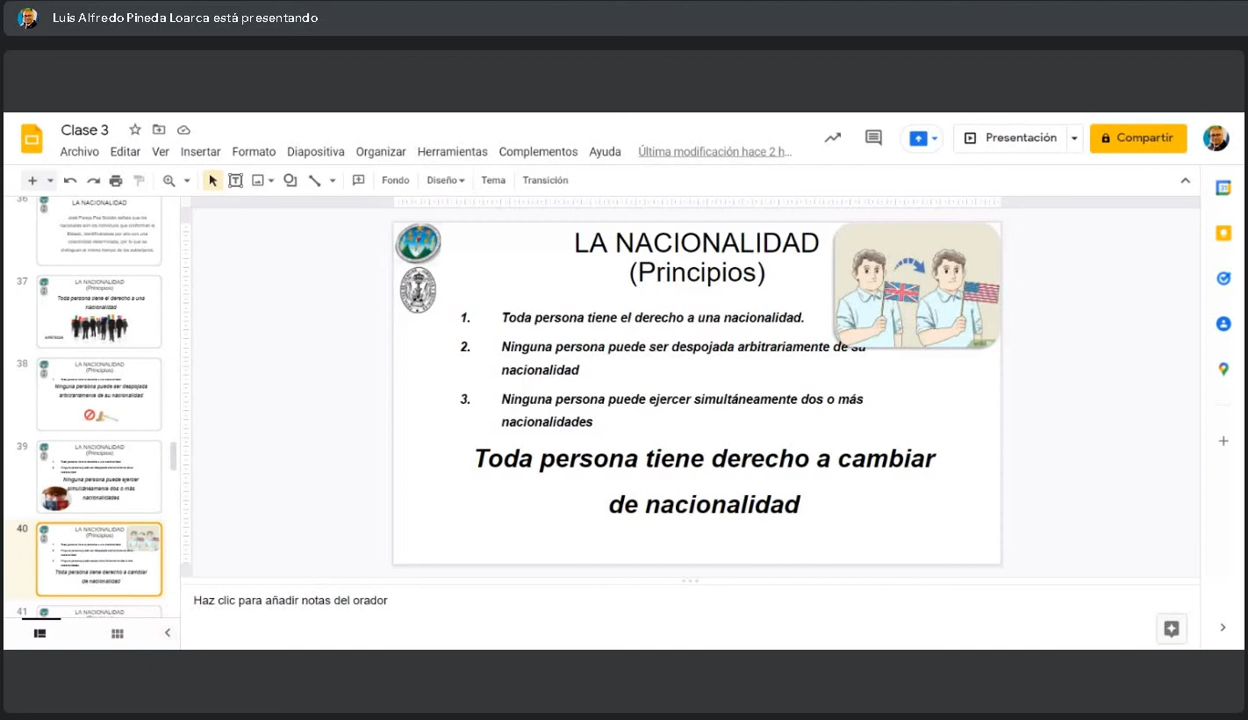 Luis Alfredo Pineda Loarca está presentando
Clase 3
Archivo Editar Ver Insertar Formato Diapositiva Organizar Herramientas Complementos Ayuda Última modificación hace 2 h...
Presentación
Compartir
Fondo Diseño Tema Transición
36
LA NACIONALIDAD
37
LA NACIONALIDAD
(Principios)
Toda persona tiene el derecho a una
nacionalidad
38
LA NACIONALIDAD
(Principios)
Ninguna persona puede ser despojada
arbitrariamente de su nacionalidad
39
LA NACIONALIDAD
(Principios)
Ninguna persona puede ejercer
simultáneamente dos o más
nacionalidades
40
LA NACIONALIDAD
(Principios)
Toda persona tiene derecho a cambiar
de nacionalidad
41
LA NACIONALIDAD
LA NACIONALIDAD
(Principios)
1. Toda persona tiene el derecho a una nacionalidad.
2. Ninguna persona puede ser despojada arbitrariamente de su
nacionalidad
3. Ninguna persona puede ejercer simultáneamente dos o más
nacionalidades
Toda persona tiene derecho a cambiar
de nacionalidad
Haz clic para añadir notas del orador